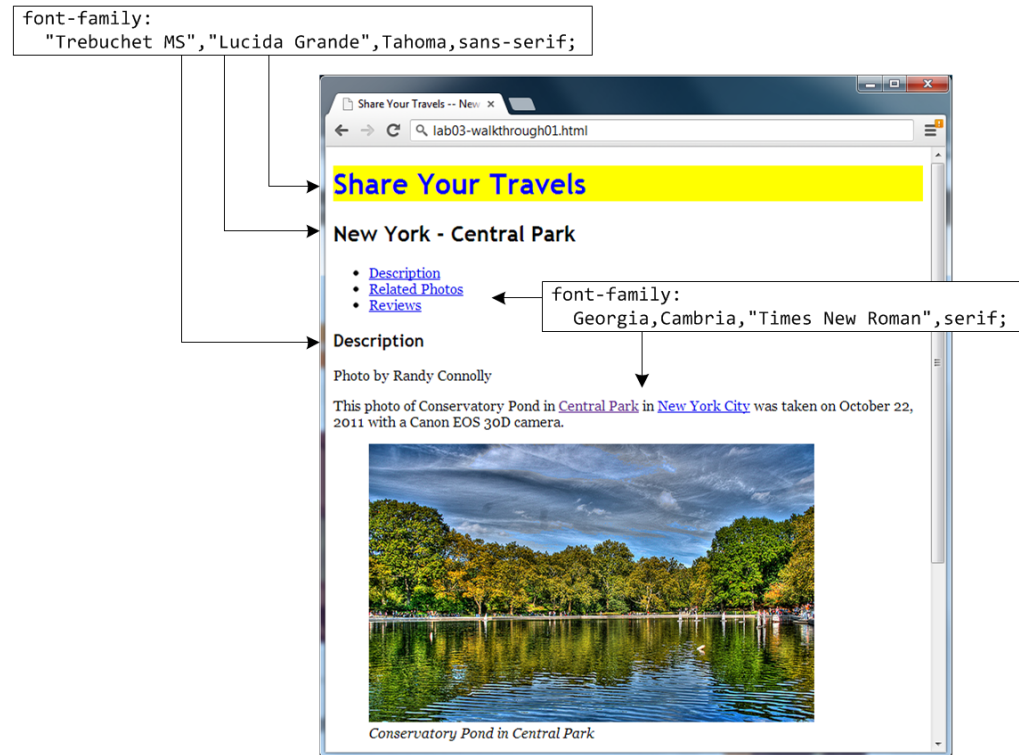 font-family:
"Trebuchet MS","Lucida Grande",Tahoma,sans-serif;
Share Your Travels -- New
lab03-walkthrough01.html
Share Your Travels
New York - Central Park
Description
Related Photos
Reviews
font-family:
Georgia,Cambria,"Times New Roman",serif;
Description
Photo by Randy Connolly
This photo of Conservatory Pond in Central Park in New York City was taken on October 22,
2011 with a Canon EOS 30D camera.
Conservatory Pond in Central Park